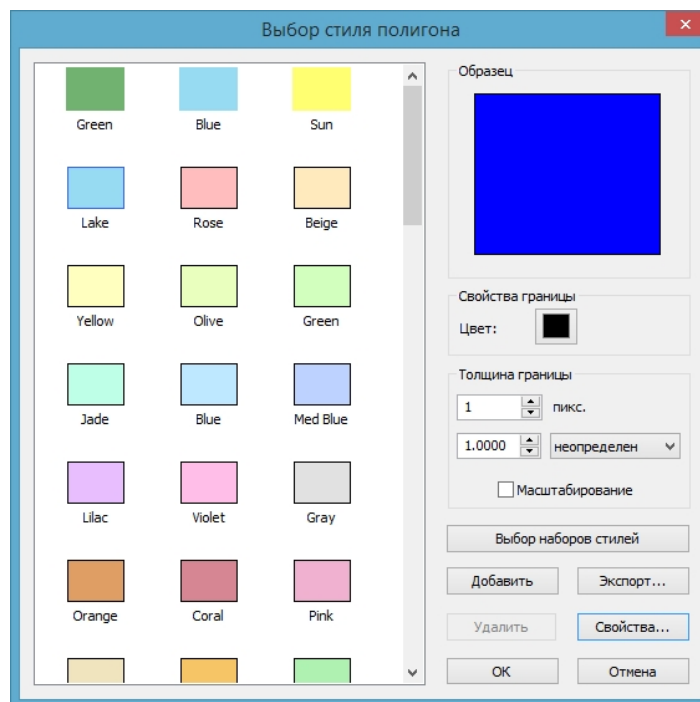 Выбор стиля полигона
Green Blue Sun
Lake Rose Beige
Yellow Olive Green
Jade Blue Med Blue
Lilac Violet Gray
Orange Coral Pink
Образец
Свойства границы
Цвет:
Толщина границы
1 пикс.
1.0000 неопределен
Масштабирование
Выбор наборов стилей
Добавить Экспорт...
Удалить Свойства...
ОК Отмена